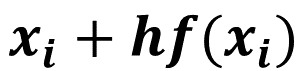 𝒙ᵢ + 𝒉𝒇(𝒙ᵢ)